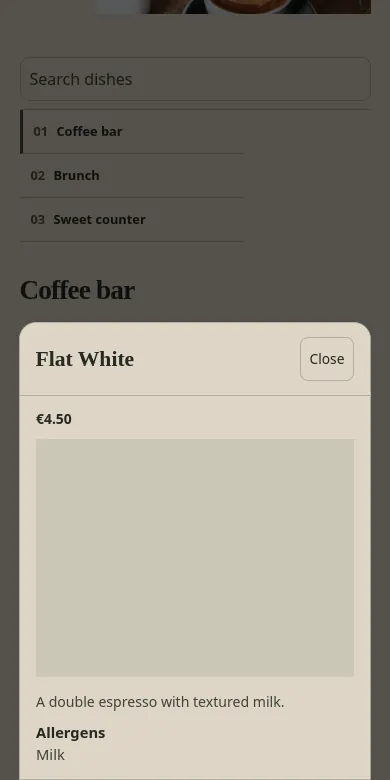 Search dishes
01 Coffee bar
02 Brunch
03 Sweet counter
Coffee bar
Flat White
Close
€4.50
A double espresso with textured milk.
Allergens
Milk